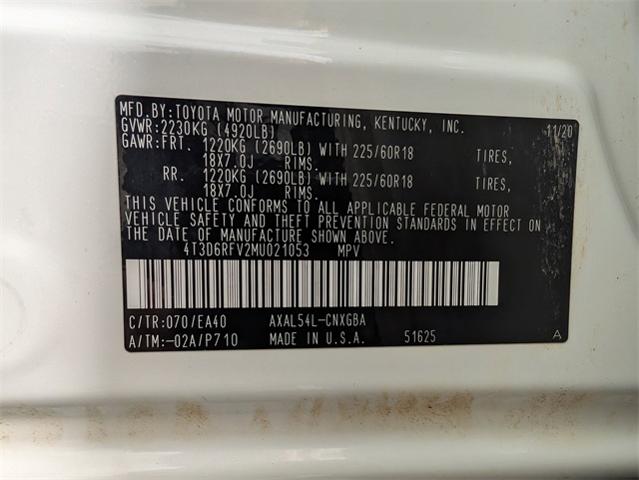 MFD.BY:TOYOTA MOTOR MANUFACTURING, KENTUCKY, INC. 11/20
GVWR:2230KG (4920LB)
GAWR:FRT. 1220KG (2690LB) WITH 225/60R18 TIRES,
18X7.0J RIMS.
RR. 1220KG (2690LB) WITH 225/60R18 TIRES,
18X7.0J RIMS.
THIS VEHICLE CONFORMS TO ALL APPLICABLE FEDERAL MOTOR
VEHICLE SAFETY AND THEFT PREVENTION STANDARDS IN EFFECT ON
THE DATE OF MANUFACTURE SHOWN ABOVE.
4T3D6RFV2MU021053 MPV
C/TR:070/EA40 AXAL54L-CNXGBA
A/TM:-02A/P710 MADE IN U.S.A. 51625 A